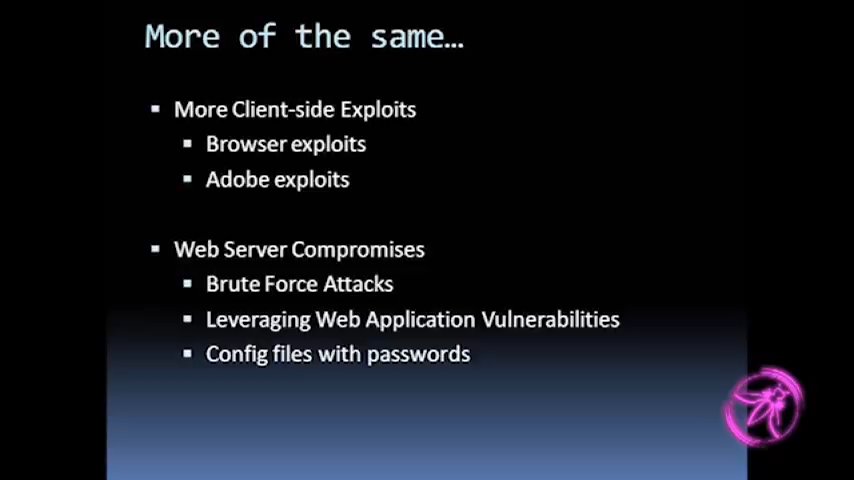 More of the same…
More Client-side Exploits
Browser exploits
Adobe exploits
Web Server Compromises
Brute Force Attacks
Leveraging Web Application Vulnerabilities
Config files with passwords